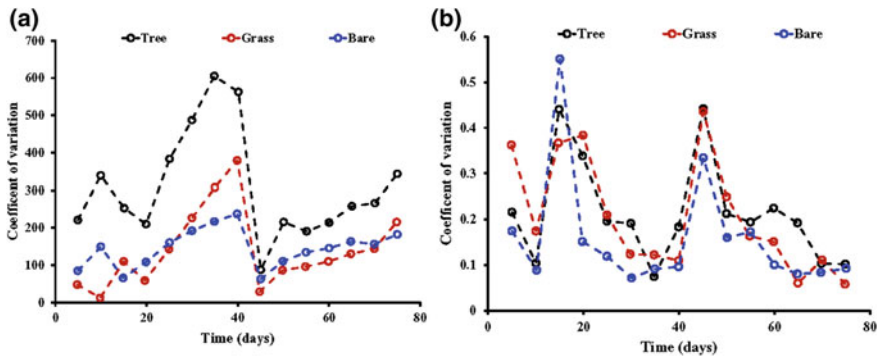 (a)
Tree Grass Bare
700
600
500
400
300
200
100
0
Coefficent of variation
0 20 40 60 80
Time (days)
(b)
Tree Grass Bare
0.6
0.5
0.4
0.3
0.2
0.1
0
Coefficent of variation
0 20 40 60 80
Time (days)